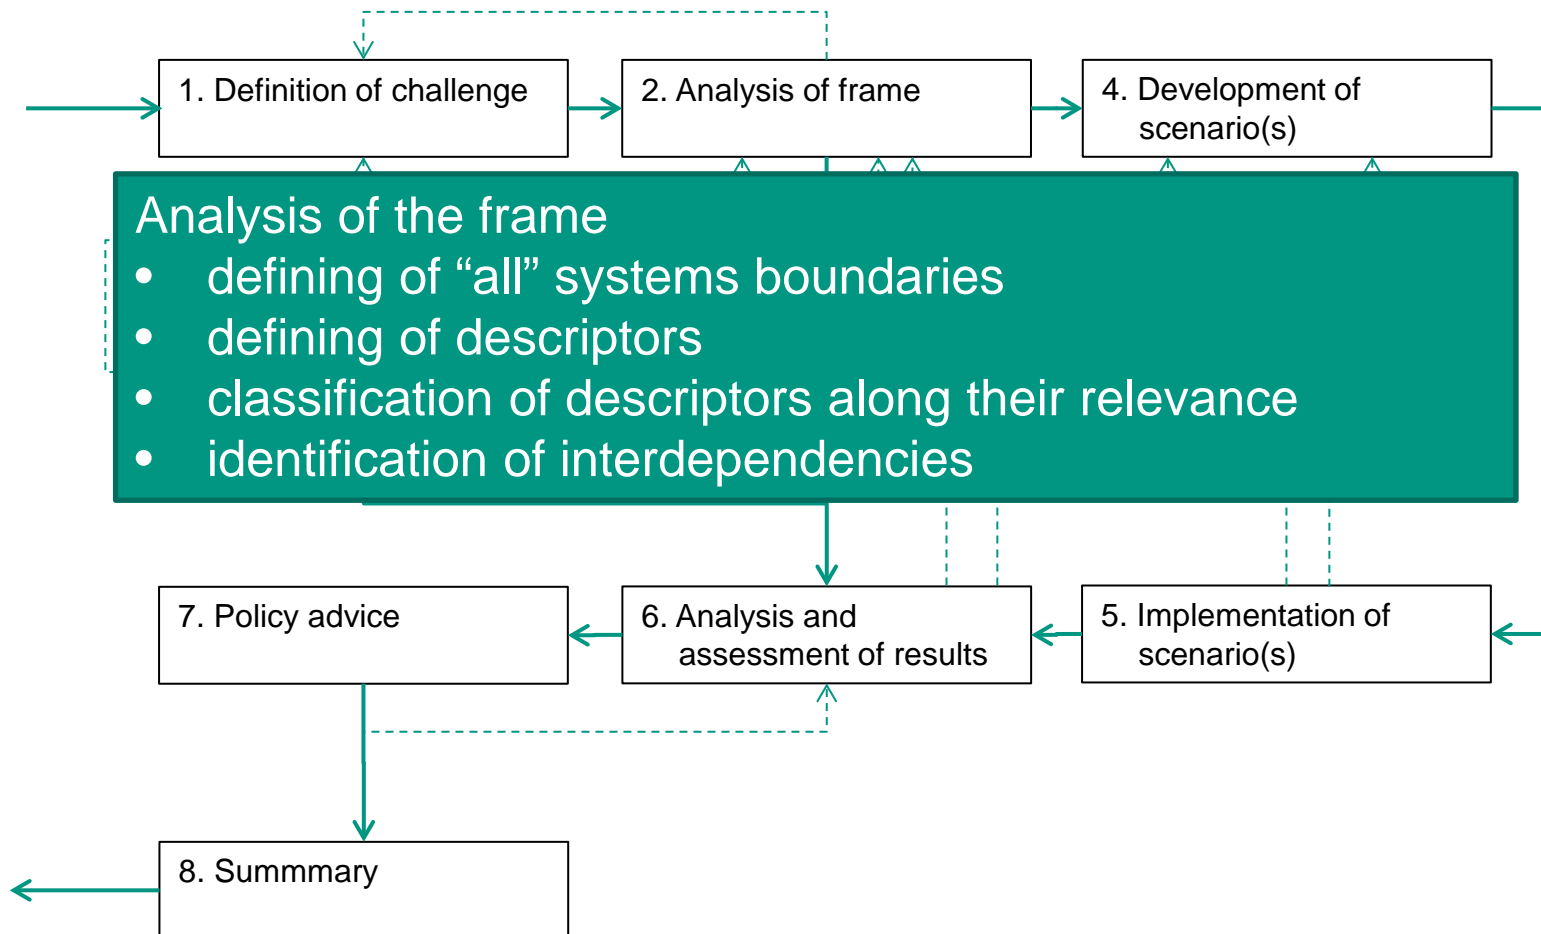 1. Definition of challenge
2. Analysis of frame
4. Development of
scenario(s)
Analysis of the frame
• defining of “all” systems boundaries
• defining of descriptors
• classification of descriptors along their relevance
• identification of interdependencies
7. Policy advice
6. Analysis and
assessment of results
5. Implementation of
scenario(s)
8. Summmary